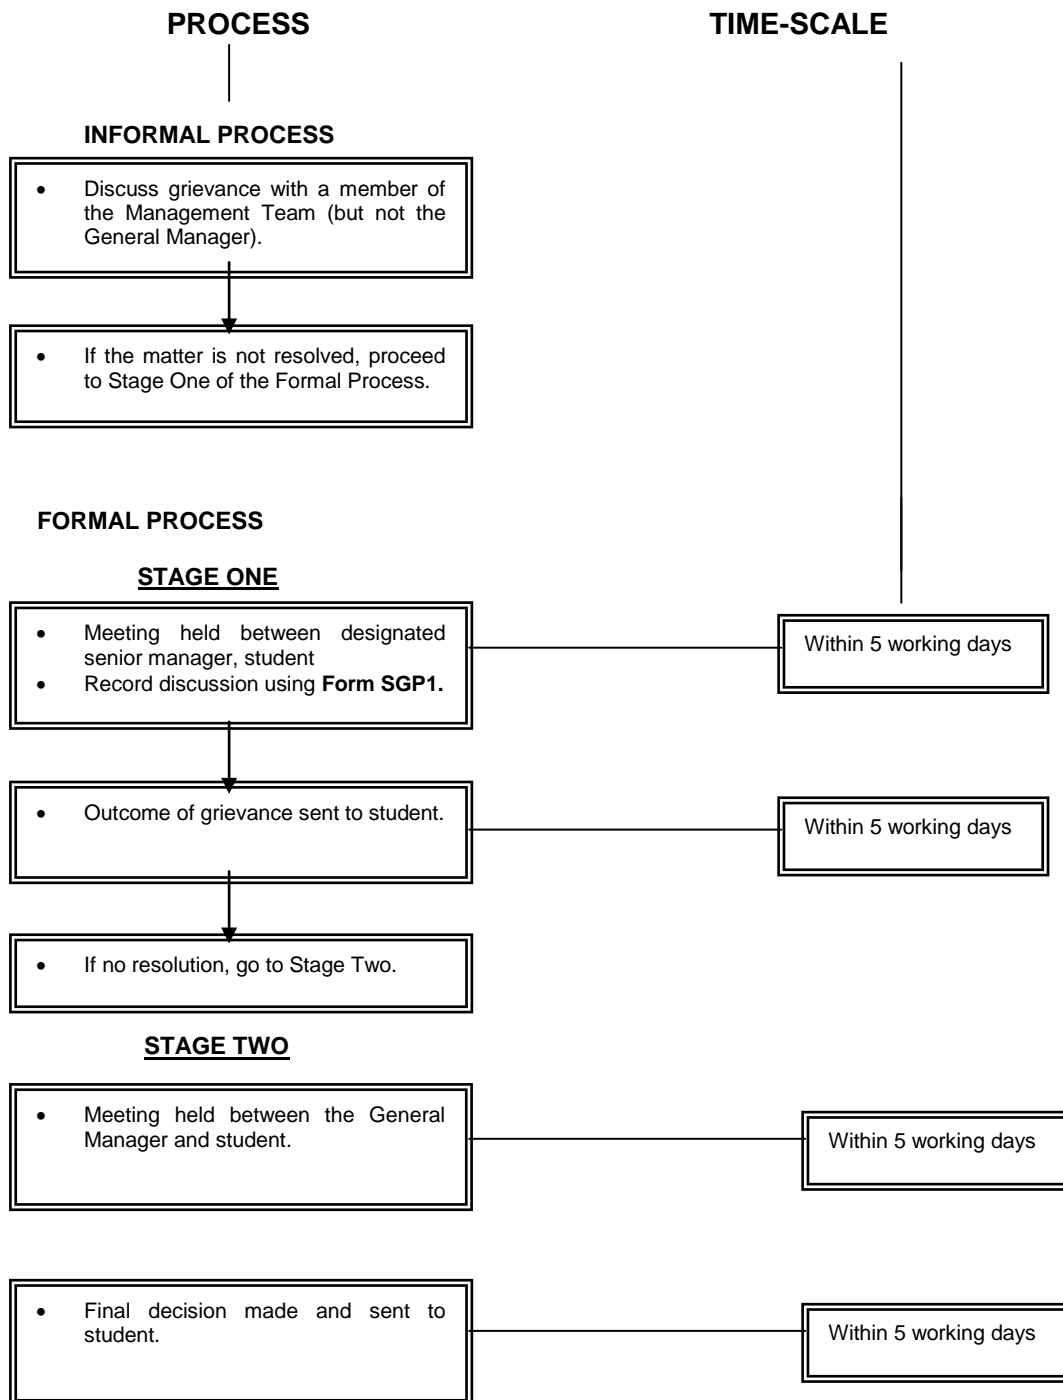 PROCESS
TIME-SCALE
INFORMAL PROCESS
• Discuss grievance with a member of
the Management Team (but not the
General Manager).
• If the matter is not resolved, proceed
to Stage One of the Formal Process.
FORMAL PROCESS
STAGE ONE
• Meeting held between designated
senior manager, student
• Record discussion using Form SGP1.
Within 5 working days
• Outcome of grievance sent to student.
Within 5 working days
• If no resolution, go to Stage Two.
STAGE TWO
• Meeting held between the General
Manager and student.
Within 5 working days
• Final decision made and sent to
student.
Within 5 working days